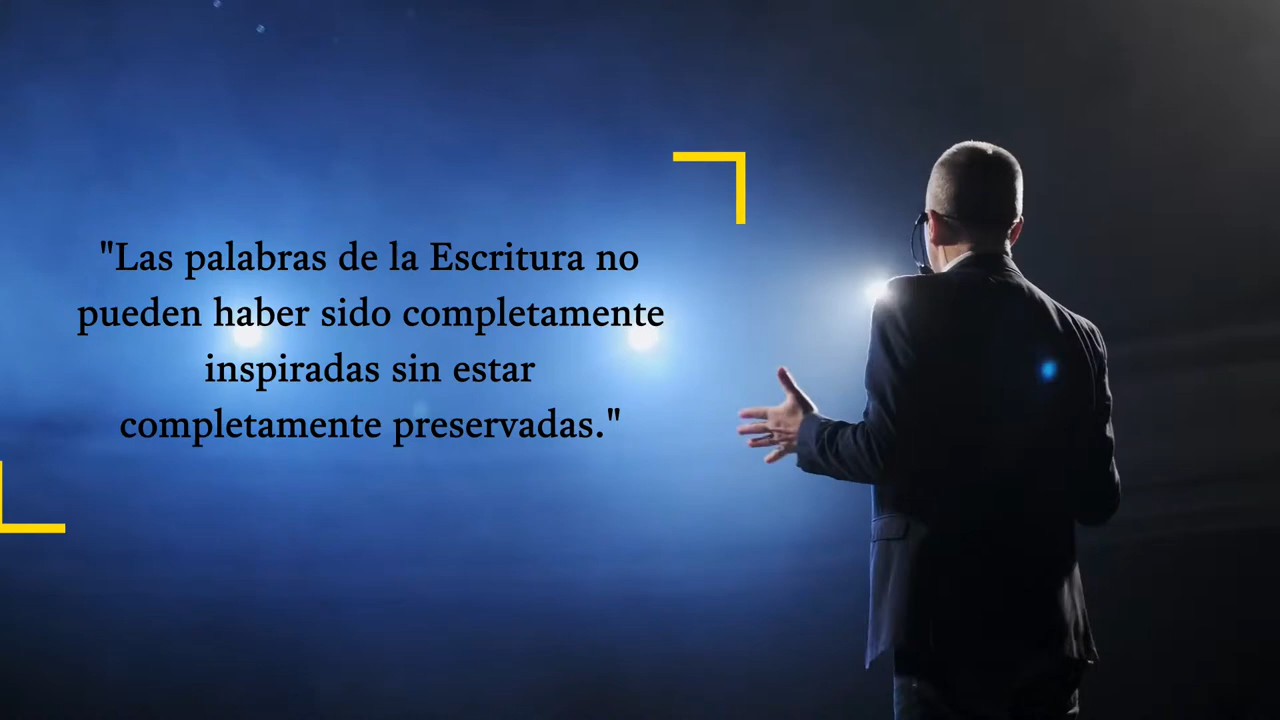 "Las palabras de la Escritura no
pueden haber sido completamente
inspiradas sin estar
completamente preservadas."